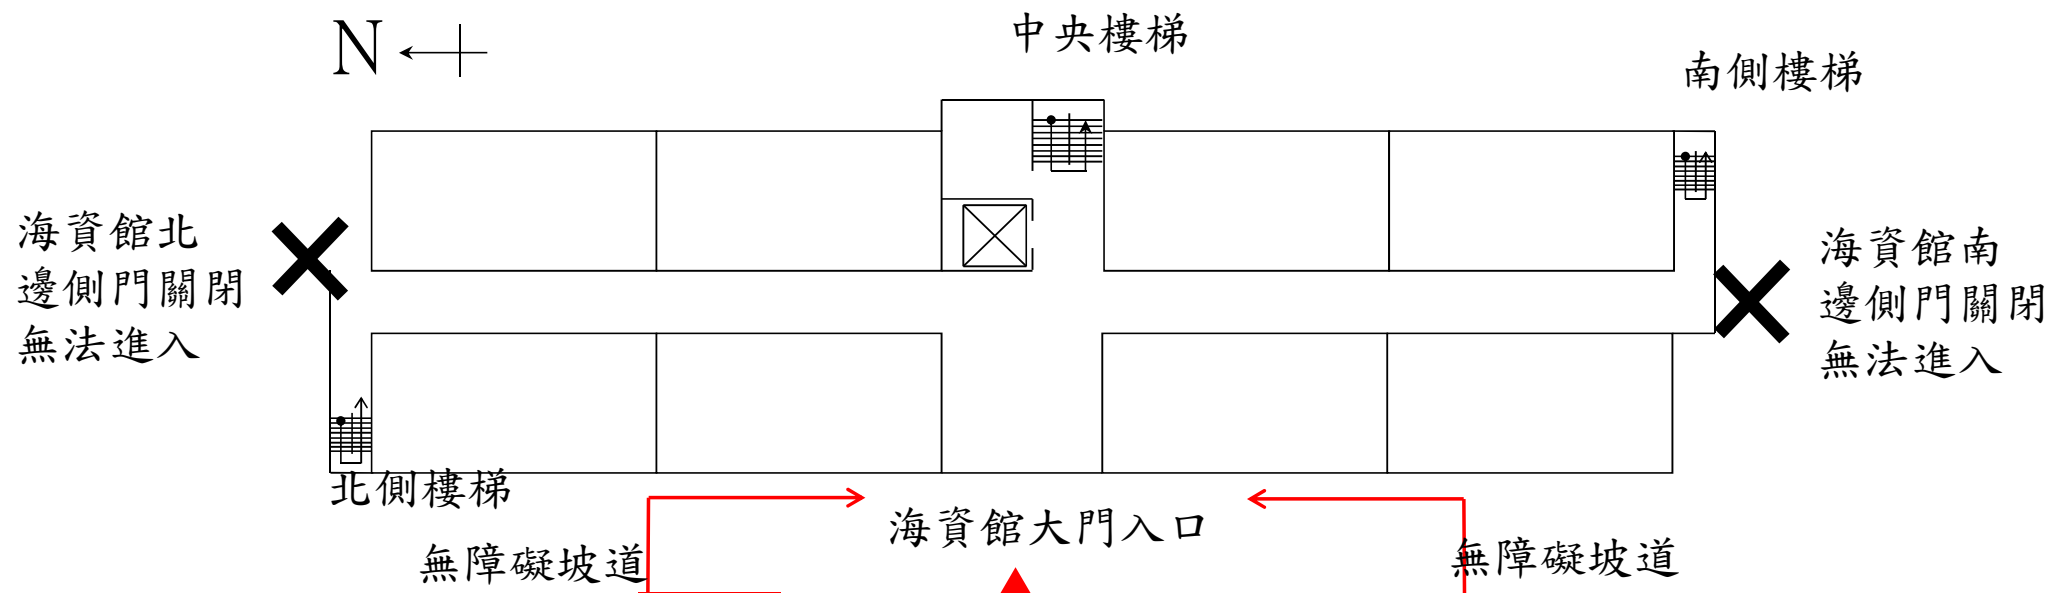 N
中央樓梯
南側樓梯
海資館北
邊側門關閉
無法進入
海資館南
邊側門關閉
無法進入
北側樓梯
海資館大門入口
無障礙坡道
無障礙坡道